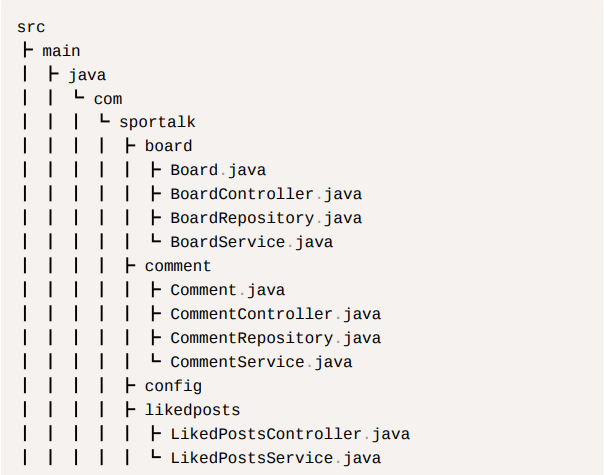 src
├ main
│ ├ java
│ │ └ com
│ │ │ └ sportalk
│ │ │ │ ├ board
│ │ │ │ │ ├ Board.java
│ │ │ │ │ ├ BoardController.java
│ │ │ │ │ ├ BoardRepository.java
│ │ │ │ │ └ BoardService.java
│ │ │ │ ├ comment
│ │ │ │ │ ├ Comment.java
│ │ │ │ │ ├ CommentController.java
│ │ │ │ │ ├ CommentRepository.java
│ │ │ │ │ └ CommentService.java
│ │ │ │ ├ config
│ │ │ │ ├ likedposts
│ │ │ │ │ ├ LikedPostsController.java
│ │ │ │ │ └ LikedPostsService.java